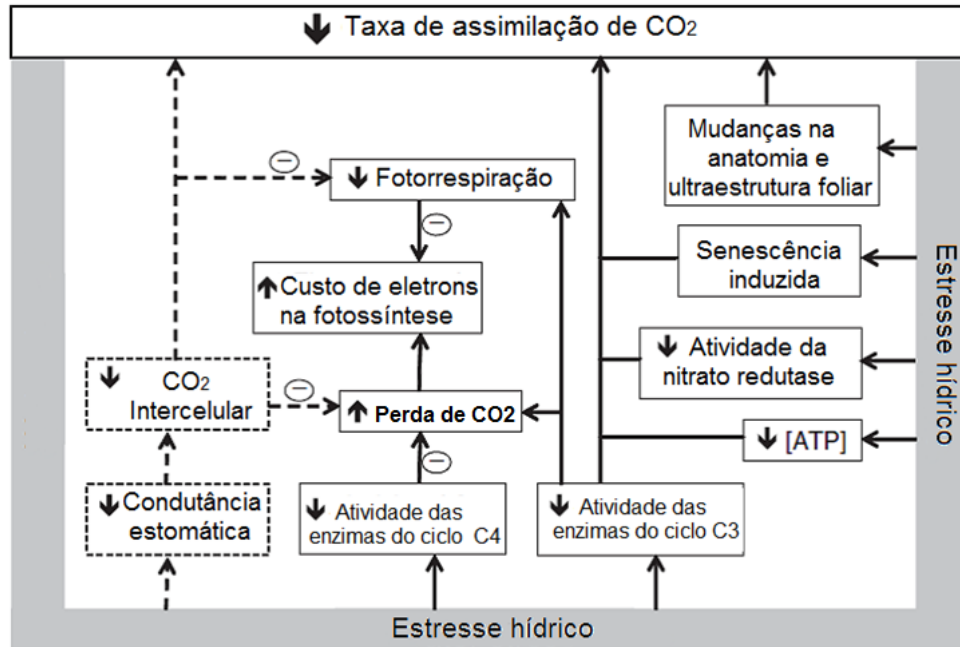 ↓ Taxa de assimilação de CO2
Mudanças na
anatomia e
ultraestrutura foliar
↓ Fotorrespiração
Senescência
induzida
↑ Custo de eletrons
na fotossíntese
↓ Atividade da
nitrato redutase
↓ CO2
Intercelular
↑ Perda de CO2
↓ [ATP]
↓ Condutância
estomática
↓ Atividade das
enzimas do ciclo C4
↓ Atividade das
enzimas do ciclo C3
Estresse hídrico
Estresse hídrico